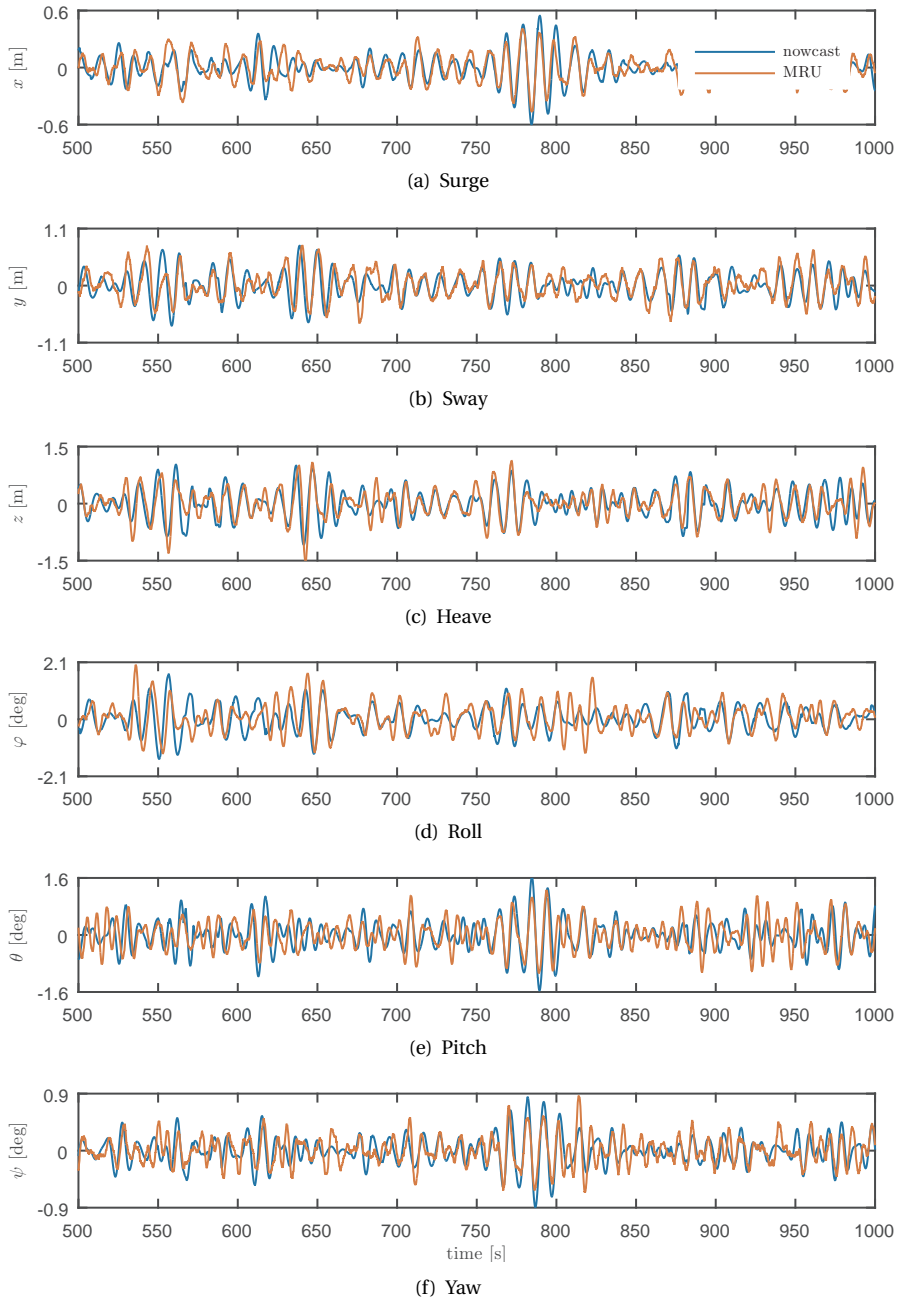 0.6
x [m]
0
-0.6
nowcast
MRU
500 550 600 650 700 750 800 850 900 950 1000
(a) Surge
1.1
y [m]
0
-1.1
500 550 600 650 700 750 800 850 900 950 1000
(b) Sway
1.5
z [m]
0
-1.5
500 550 600 650 700 750 800 850 900 950 1000
(c) Heave
2.1
φ [deg]
0
-2.1
500 550 600 650 700 750 800 850 900 950 1000
(d) Roll
1.6
θ [deg]
0
-1.6
500 550 600 650 700 750 800 850 900 950 1000
(e) Pitch
0.9
ψ [deg]
0
-0.9
500 550 600 650 700 750 800 850 900 950 1000
time [s]
(f) Yaw